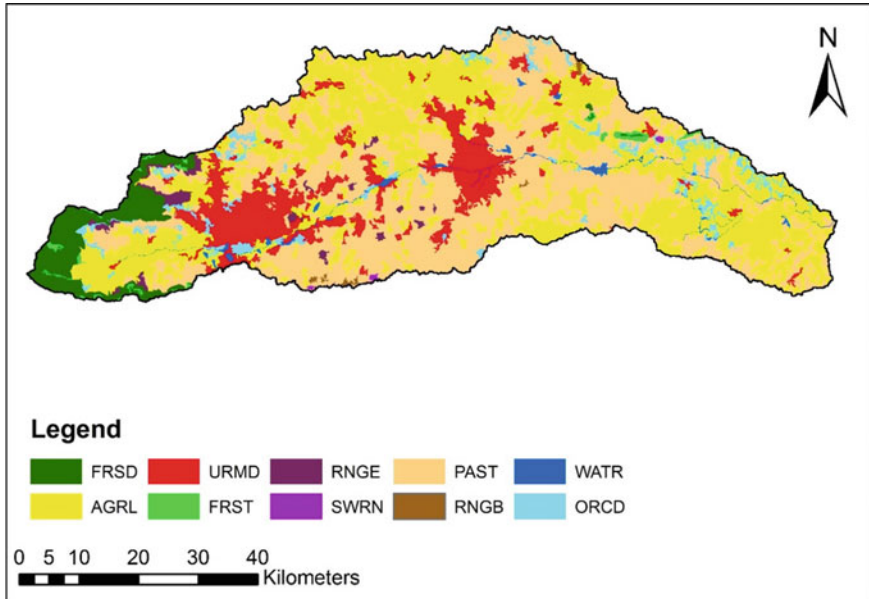 N
Legend
FRSD URMD RNGE PAST WATR
AGRL FRST SWRN RNGB ORCD
0 5 10 20 30 40
Kilometers